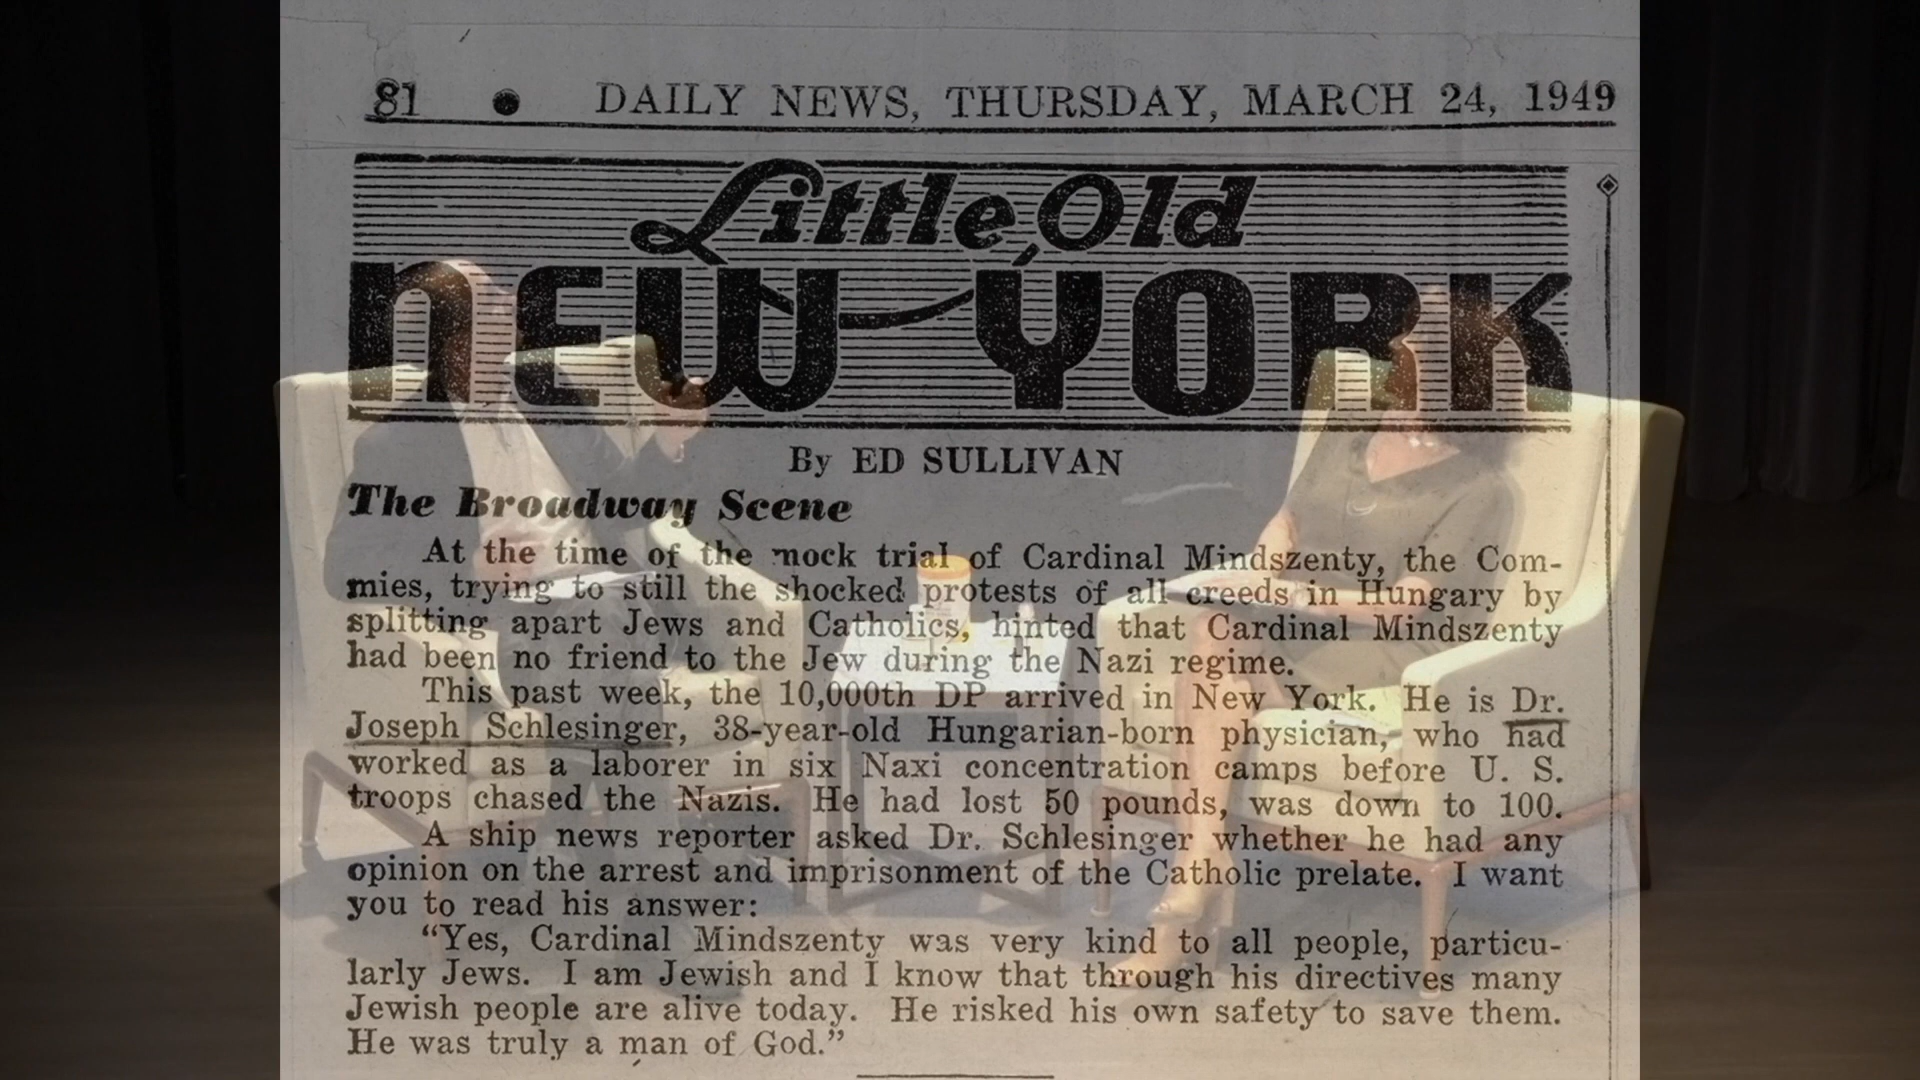 81 ● DAILY NEWS, THURSDAY, MARCH 24, 1949
Little Old
NEW YORK
By ED SULLIVAN
The Broadway Scene
At the time of the mock trial of Cardinal Mindszenty, the Com-
mies, trying to still the shocked protests of all creeds in Hungary by
splitting apart Jews and Catholics, hinted that Cardinal Mindszenty
had been no friend to the Jew during the Nazi regime.
This past week, the 10,000th DP arrived in New York. He is Dr.
Joseph Schlesinger, 38-year-old Hungarian-born physician, who had
worked as a laborer in six Naxi concentration camps before U. S.
troops chased the Nazis. He had lost 50 pounds, was down to 100.
A ship news reporter asked Dr. Schlesinger whether he had any
opinion on the arrest and imprisonment of the Catholic prelate. I want
you to read his answer:
“Yes, Cardinal Mindszenty was very kind to all people, particu-
larly Jews. I am Jewish and I know that through his directives many
Jewish people are alive today. He risked his own safety to save them.
He was truly a man of God.”